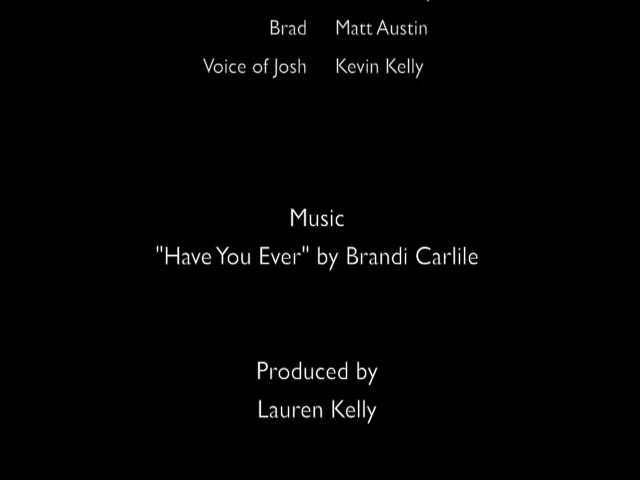 Brad Matt Austin
Voice of Josh Kevin Kelly
Music
"Have You Ever" by Brandi Carlile
Produced by
Lauren Kelly